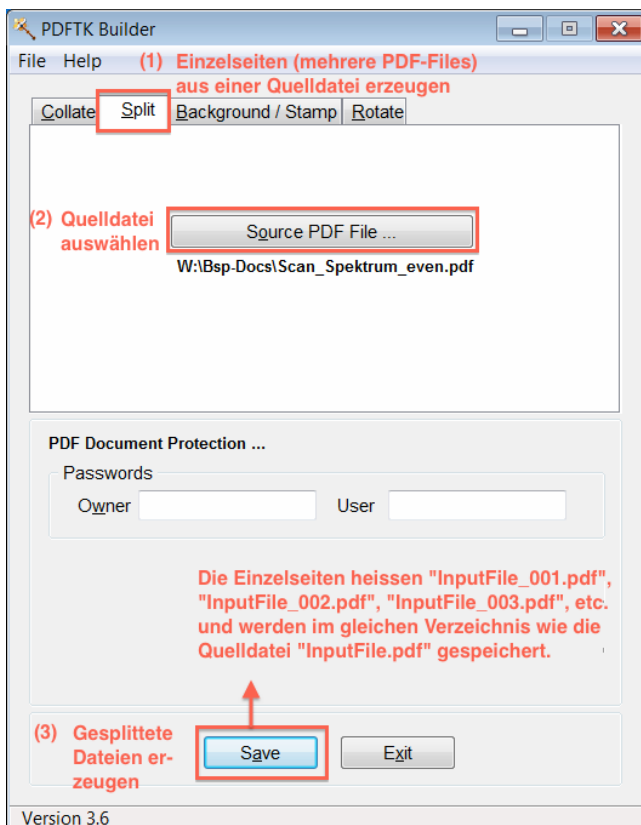 PDFTK Builder
File Help
(1) Einzelseiten (mehrere PDF-Files)
aus einer Quelldatei erzeugen
Collate Split Background / Stamp Rotate
(2) Quelldatei
auswählen
Source PDF File ...
W:\Bsp-Docs\Scan_Spektrum_even.pdf
PDF Document Protection ...
Passwords
Owner User
Die Einzelseiten heissen "InputFile_001.pdf",
"InputFile_002.pdf", "InputFile_003.pdf", etc.
und werden im gleichen Verzeichnis wie die
Quelldatei "InputFile.pdf" gespeichert.
(3) Gesplittete
Dateien er-
zeugen
Save Exit
Version 3.6